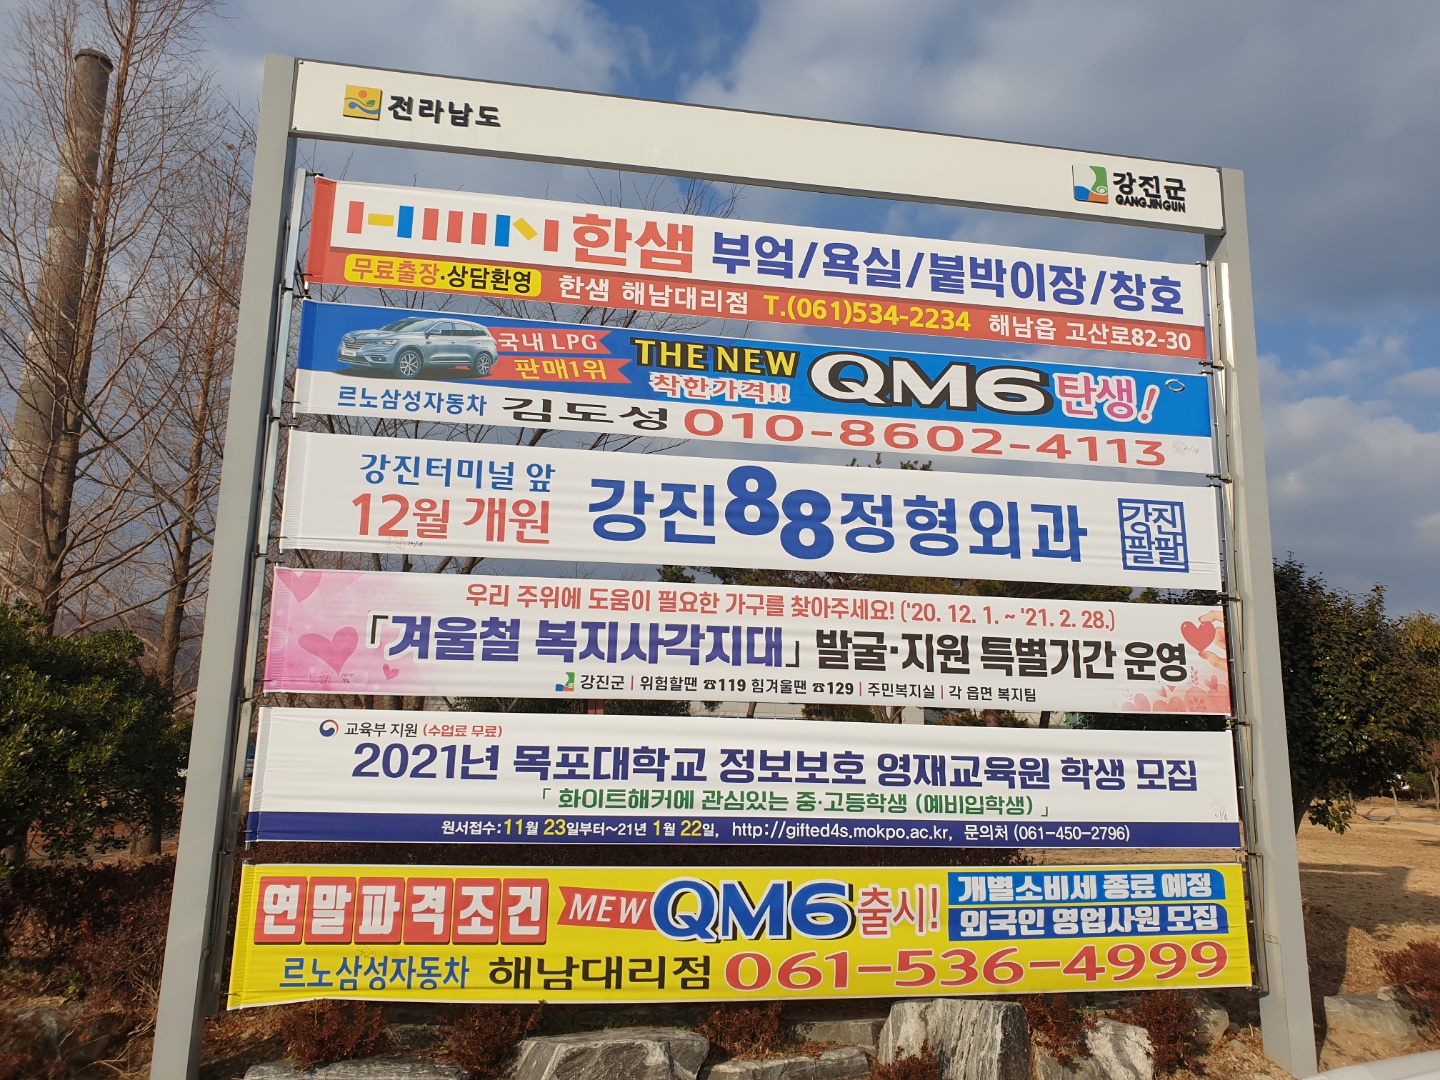 전라남도
강진군
GANGJINGUN
한샘 부엌/욕실/붙박이장/창호
무료출장·상담환영 한샘 해남대리점 T.(061)534-2234 해남읍 고산로82-30
국내 LPG
판매1위
THE NEW QM6 탄생!
착한가격!!
르노삼성자동차 김도성 010-8602-4113
강진터미널 앞
12월 개원
강진88정형외과
강진
팔팔
우리 주위에 도움이 필요한 가구를 찾아주세요! ('20. 12. 1. ~ '21. 2. 28.)
「겨울철 복지사각지대」 발굴·지원 특별기간 운영
강진군 | 위험할땐 ☎119 힘겨울땐 ☎129 | 주민복지실 | 각 읍면 복지팀
교육부 지원 (수업료 무료)
2021년 목포대학교 정보보호 영재교육원 학생 모집
「 화이트해커에 관심있는 중·고등학생 (예비입학생) 」
원서접수:11월 23일부터~21년 1월 22일, http://gifted4s.mokpo.ac.kr, 문의처 (061-450-2796)
연말파격조건 NEW QM6 출시!
개별소비세 종료 예정
외국인 영업사원 모집
르노삼성자동차 해남대리점 061-536-4999